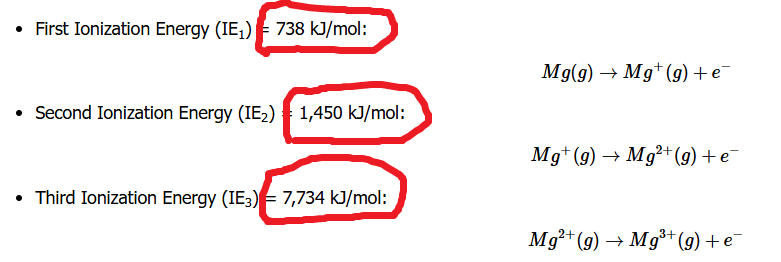 • First Ionization Energy (IE₁) = 738 kJ/mol:
Mg(g) → Mg⁺(g) + e⁻
• Second Ionization Energy (IE₂) = 1,450 kJ/mol:
Mg⁺(g) → Mg²⁺(g) + e⁻
• Third Ionization Energy (IE₃) = 7,734 kJ/mol:
Mg²⁺(g) → Mg³⁺(g) + e⁻